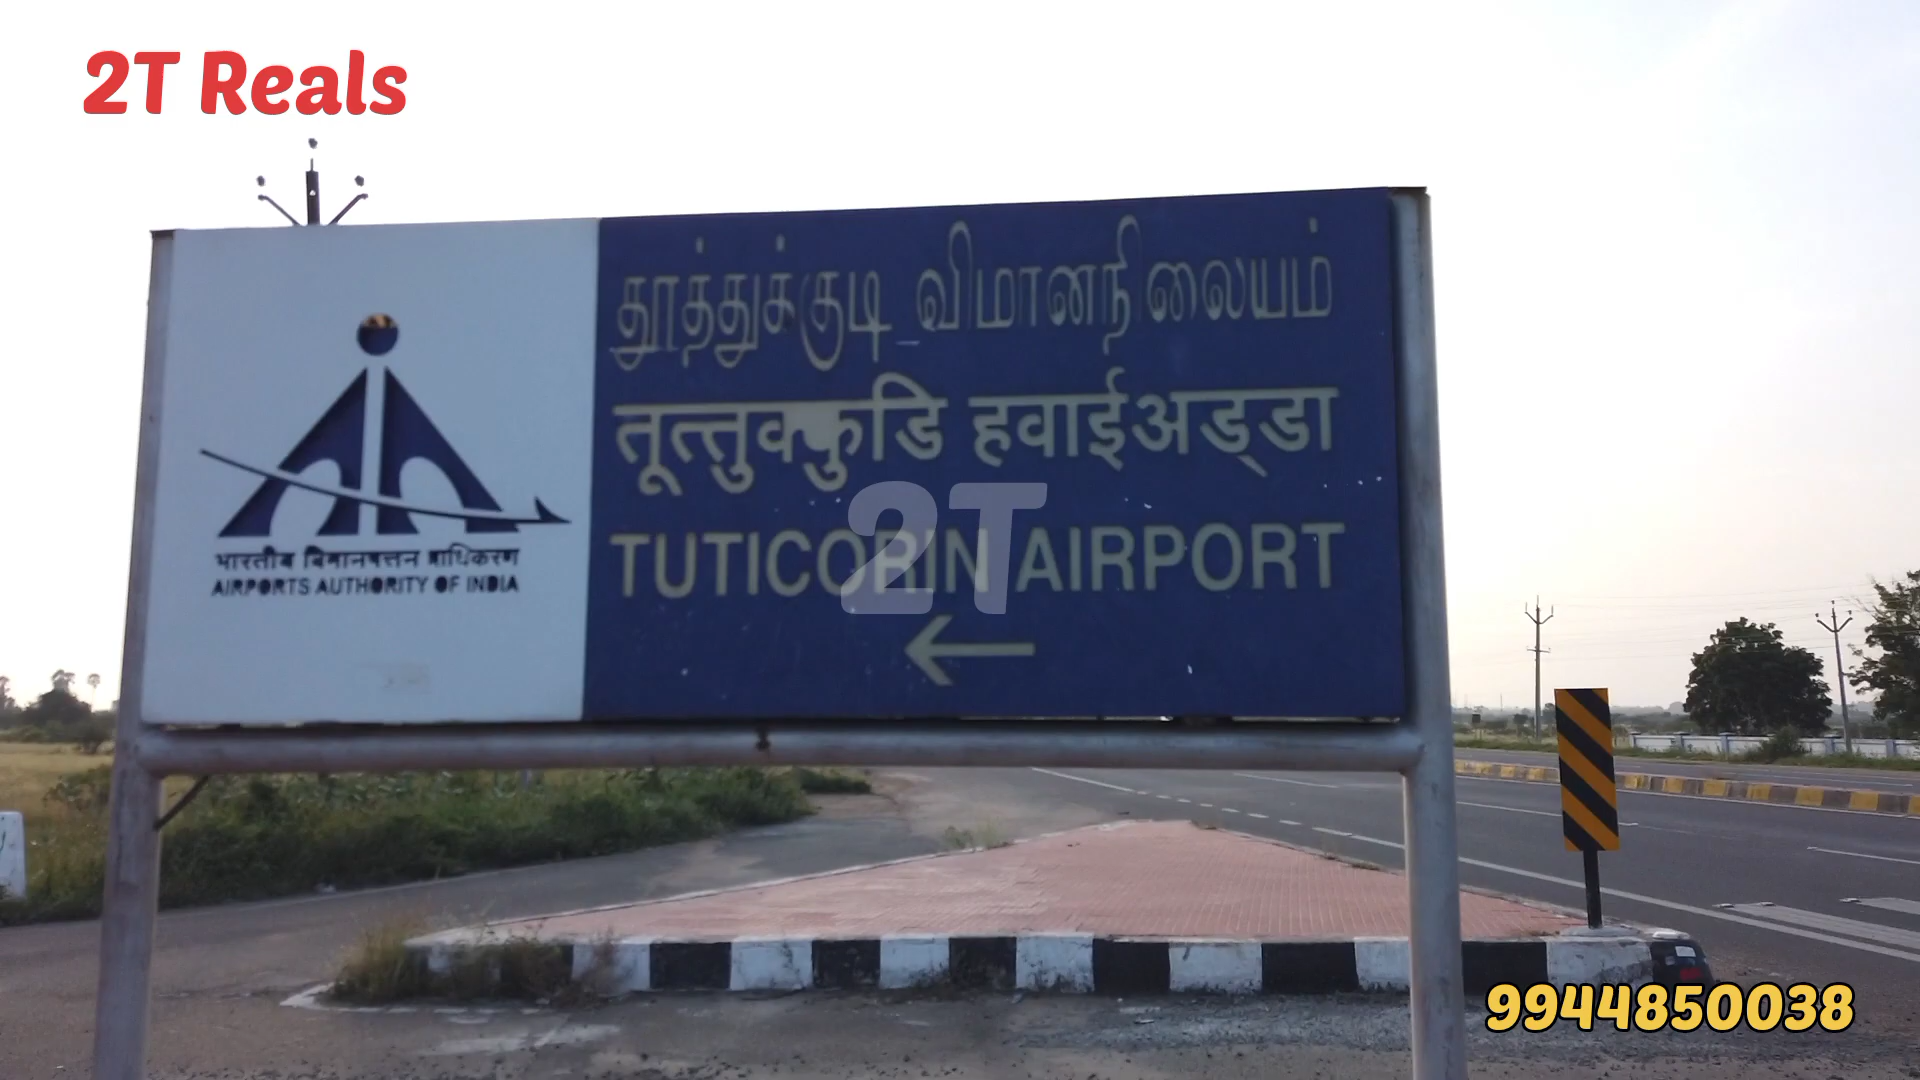 2T Reals
தூத்துக்குடி விமானநிலையம்
तूत्तुक्कुडि हवाईअड्डा
2T
TUTICORIN AIRPORT
भारतीय विमानपत्तन प्राधिकरण
AIRPORTS AUTHORITY OF INDIA
9944850038